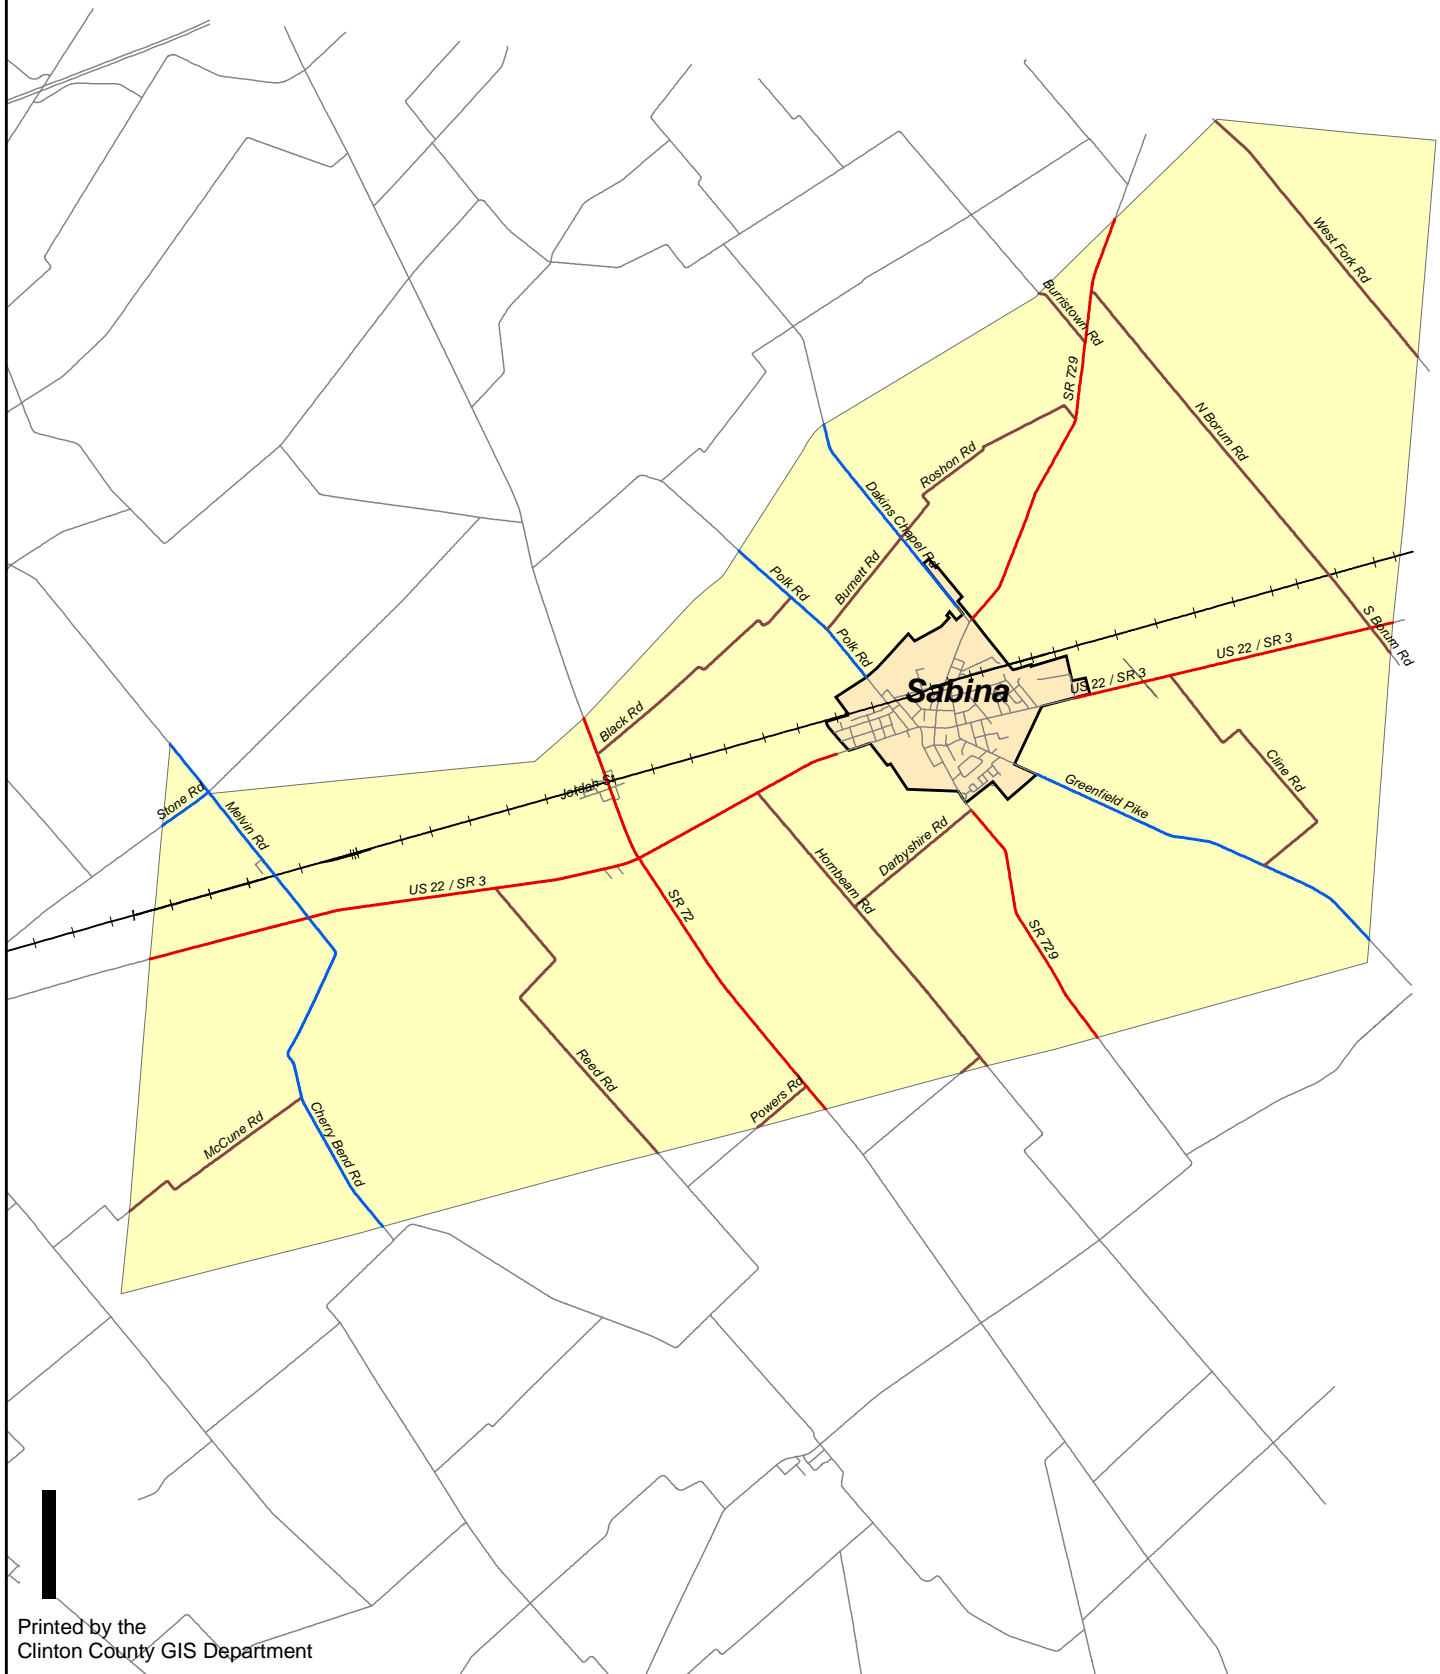 West Fork Rd
Burristown Rd
SR 729
N Borum Rd
Roshon Rd
Dakins Chapel Rd
Burnett Rd
Polk Rd
Polk Rd
S Borum Rd
US 22 / SR 3
US 22 / SR 3
Sabina
Black Rd
Jordan St
Cline Rd
Greenfield Pike
Stone Rd
Melvin Rd
Darbyshire Rd
Hornbeam Rd
US 22 / SR 3
SR 72
SR 729
Reed Rd
Powers Rd
McCune Rd
Cherry Bend Rd
Printed by the
Clinton County GIS Department